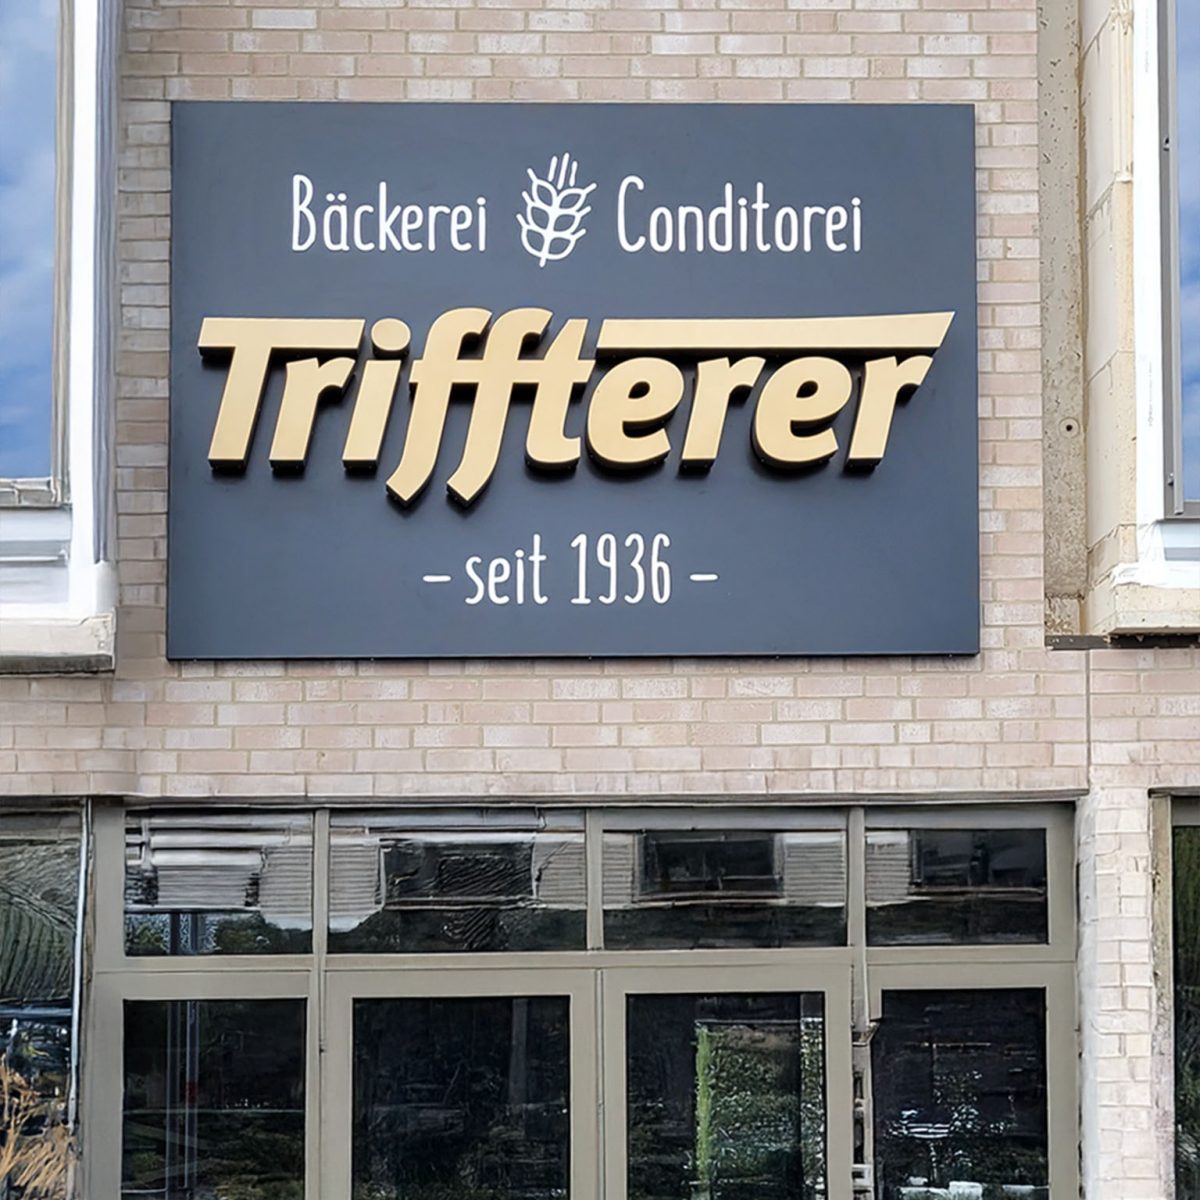 Bäckerei Conditorei
Triffterer
- seit 1936 -